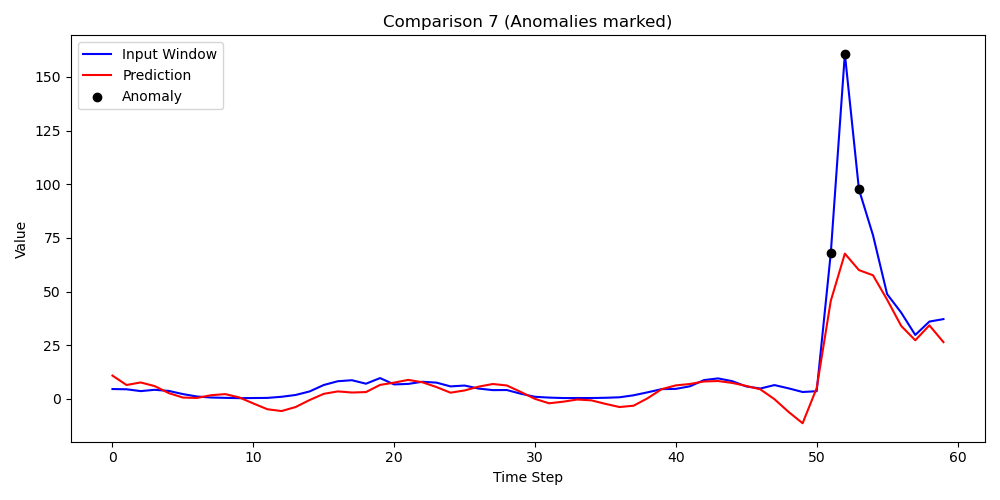 Comparison 7 (Anomalies marked)
Input Window
Prediction
Anomaly
Value
150
125
100
75
50
25
0
0 10 20 30 40 50 60
Time Step